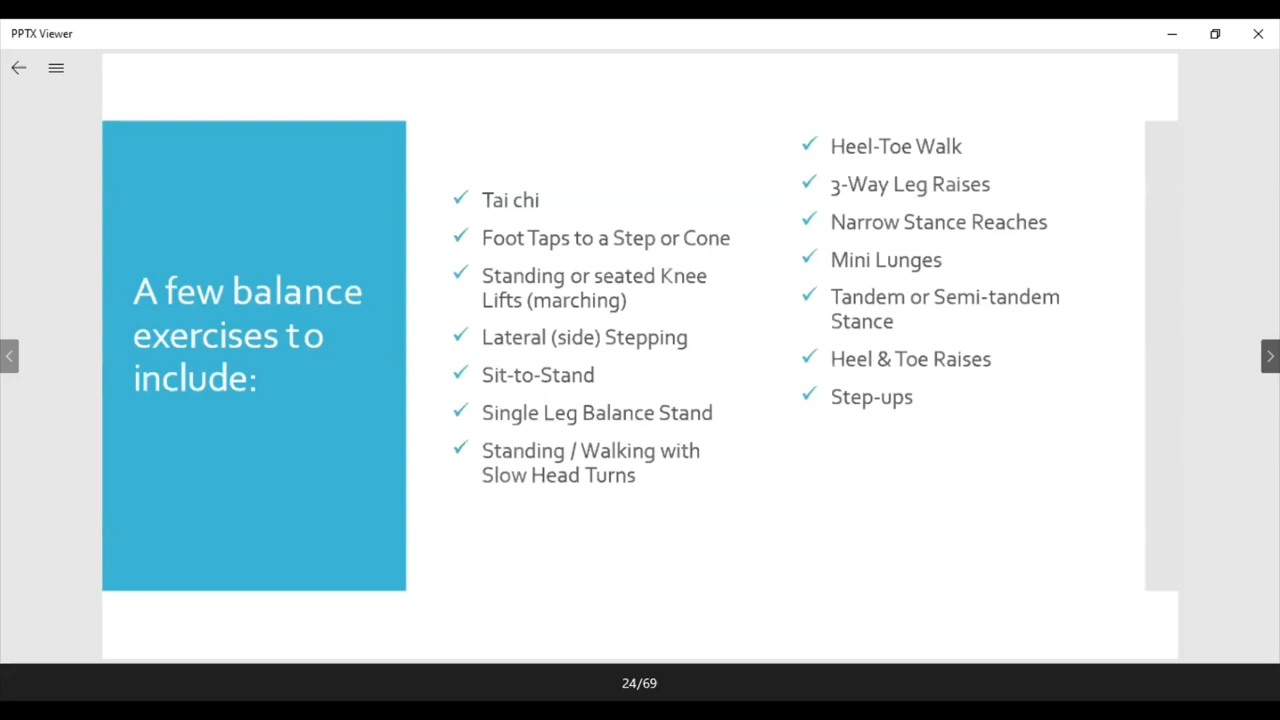 PPTX Viewer
A few balance
exercises to
include:
Tai chi
Foot Taps to a Step or Cone
Standing or seated Knee
Lifts (marching)
Lateral (side) Stepping
Sit-to-Stand
Single Leg Balance Stand
Standing / Walking with
Slow Head Turns
Heel-Toe Walk
3-Way Leg Raises
Narrow Stance Reaches
Mini Lunges
Tandem or Semi-tandem
Stance
Heel & Toe Raises
Step-ups
24/69